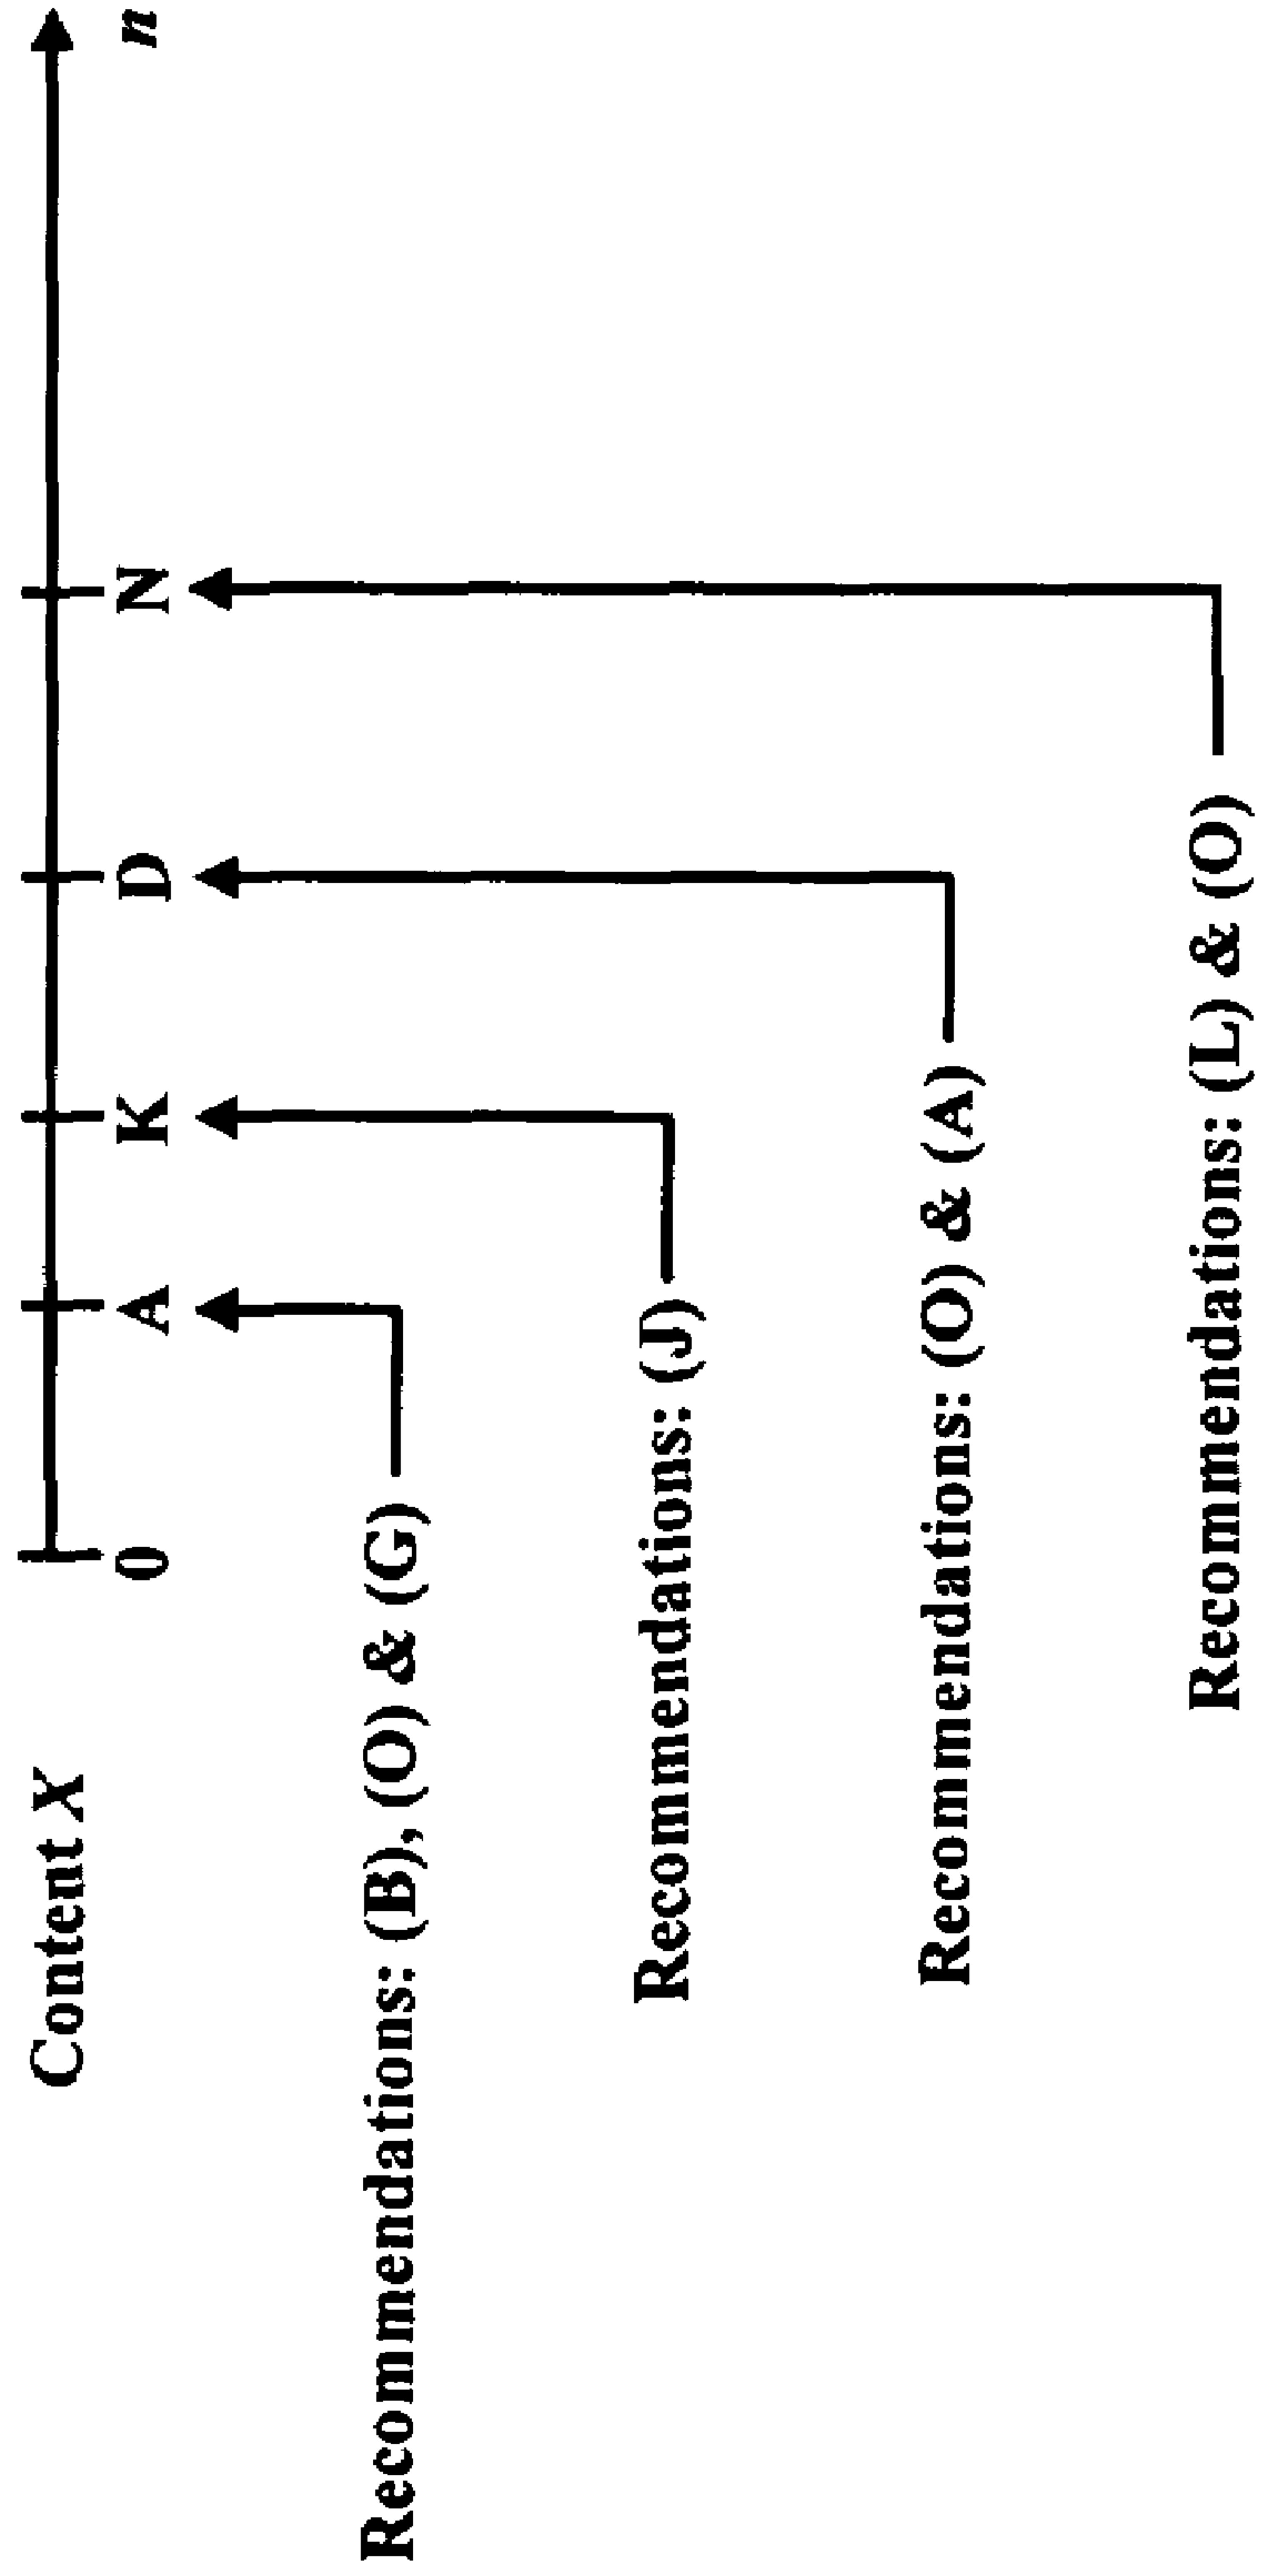 Content X
0 A K D N n
Recommendations: (B), (O) & (G)
Recommendations: (J)
Recommendations: (O) & (A)
Recommendations: (L) & (O)